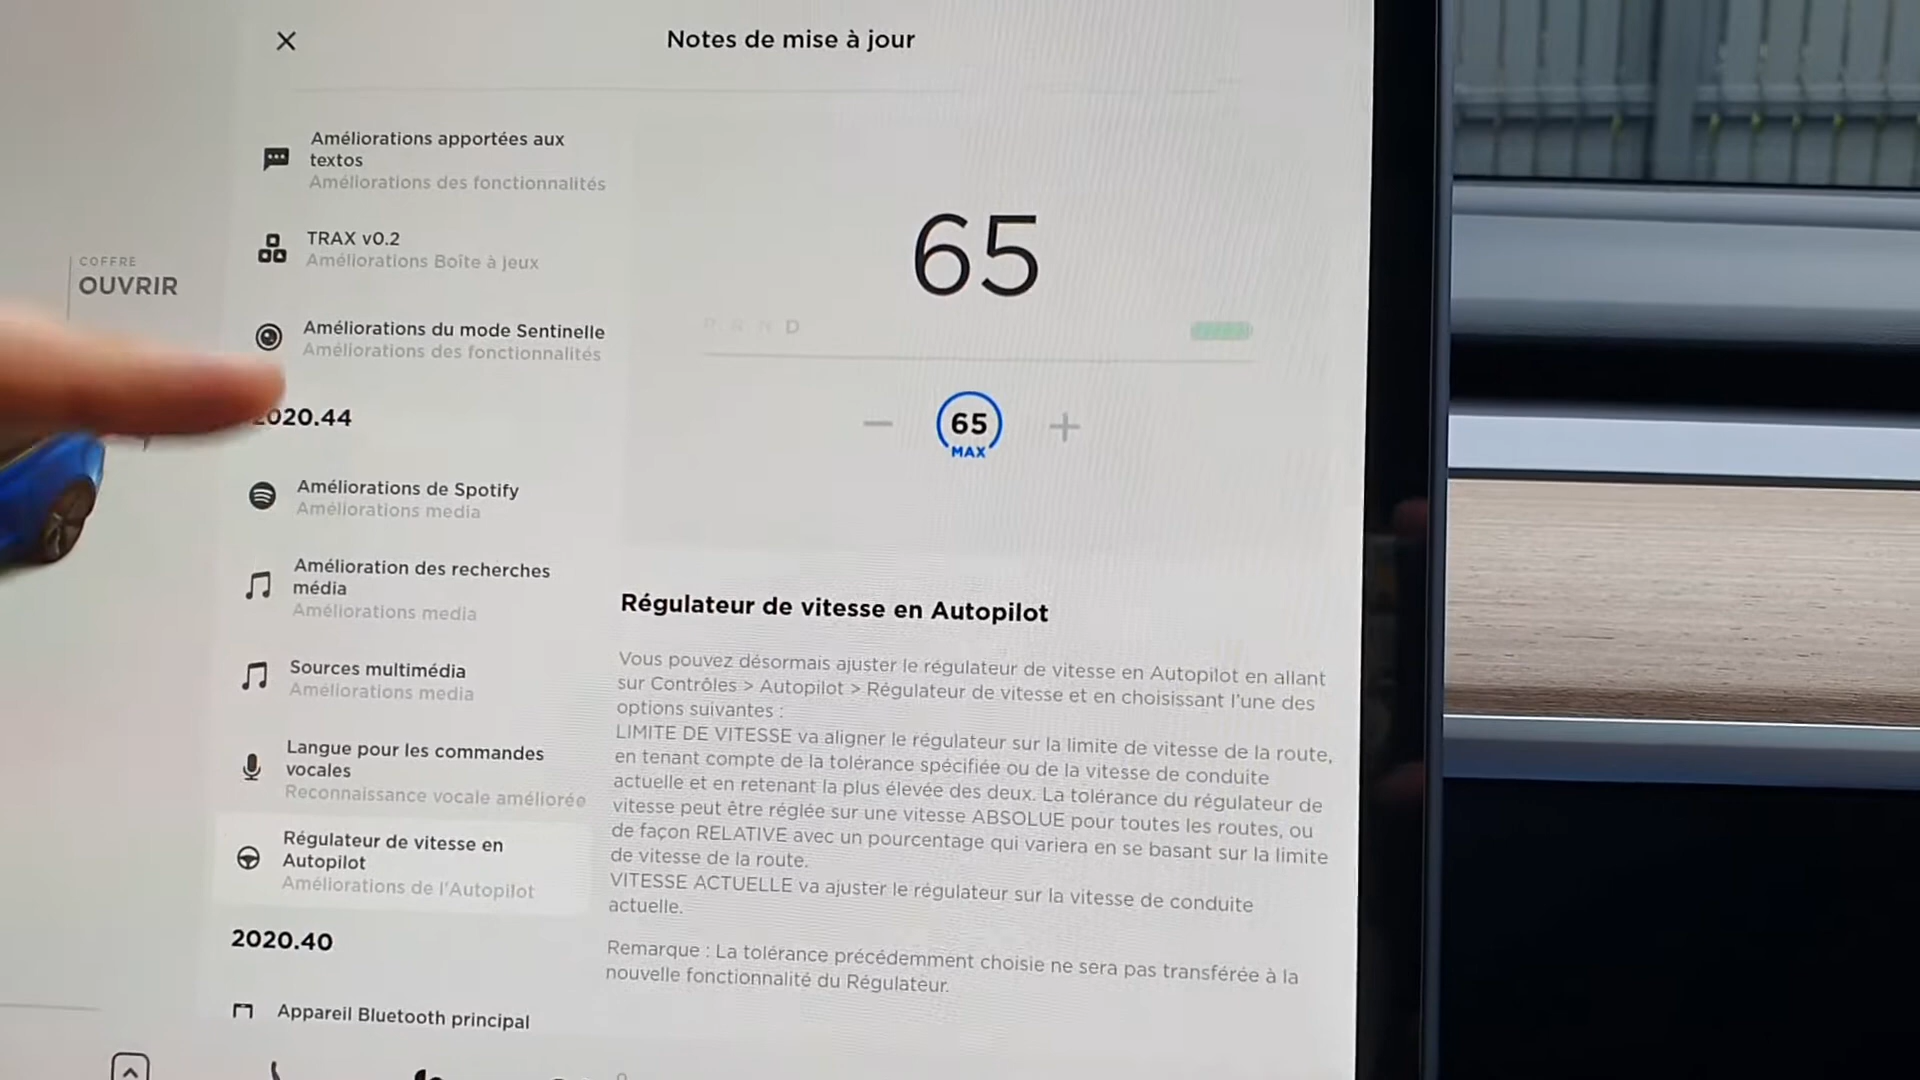 Notes de mise à jour
Améliorations apportées aux
textos
Améliorations des fonctionnalités
TRAX v0.2
Améliorations Boîte à jeux
Améliorations du mode Sentinelle
Améliorations des fonctionnalités
2020.44
Améliorations de Spotify
Améliorations media
Amélioration des recherches
média
Améliorations media
Sources multimédia
Améliorations media
Langue pour les commandes
vocales
Reconnaissance vocale améliorée
Régulateur de vitesse en
Autopilot
Améliorations de l'Autopilot
2020.40
Appareil Bluetooth principal
COFFRE
OUVRIR
65
P R N D
65
MAX
Régulateur de vitesse en Autopilot
Vous pouvez désormais ajuster le régulateur de vitesse en Autopilot en allant
sur Contrôles > Autopilot > Régulateur de vitesse et en choisissant l'une des
options suivantes :
LIMITE DE VITESSE va aligner le régulateur sur la limite de vitesse de la route,
en tenant compte de la tolérance spécifiée ou de la vitesse de conduite
actuelle et en retenant la plus élevée des deux. La tolérance du régulateur de
vitesse peut être réglée sur une vitesse ABSOLUE pour toutes les routes, ou
de façon RELATIVE avec un pourcentage qui variera en se basant sur la limite
de vitesse de la route.
VITESSE ACTUELLE va ajuster le régulateur sur la vitesse de conduite
actuelle.
Remarque : La tolérance précédemment choisie ne sera pas transférée à la
nouvelle fonctionnalité du Régulateur.